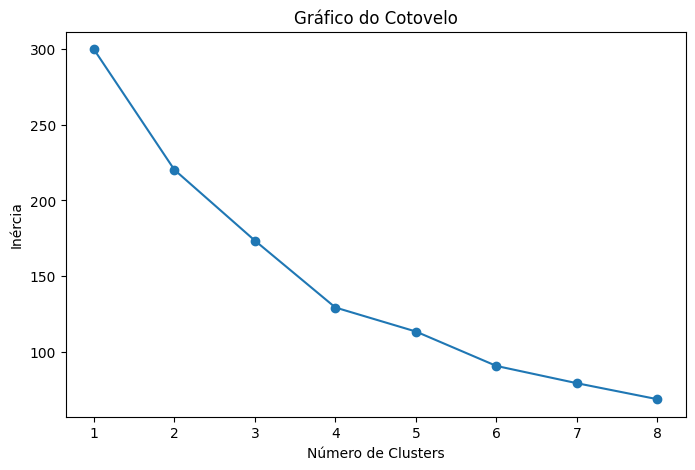 Gráfico do Cotovelo
300
250
200
150
100
Inércia
1 2 3 4 5 6 7 8
Número de Clusters